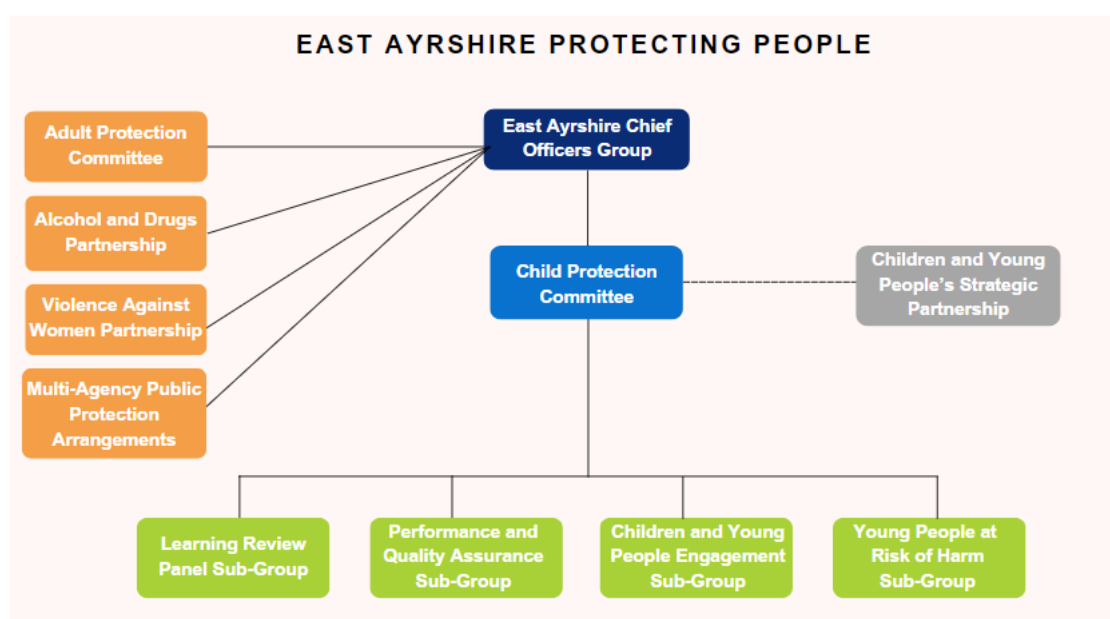 EAST AYRSHIRE PROTECTING PEOPLE
Adult Protection
Committee
East Ayrshire Chief
Officers Group
Alcohol and Drugs
Partnership
Child Protection
Committee
Children and Young
People's Strategic
Partnership
Violence Against
Women Partnership
Multi-Agency Public
Protection
Arrangements
Learning Review
Panel Sub-Group
Performance and
Quality Assurance
Sub-Group
Children and Young
People Engagement
Sub-Group
Young People at
Risk of Harm
Sub-Group